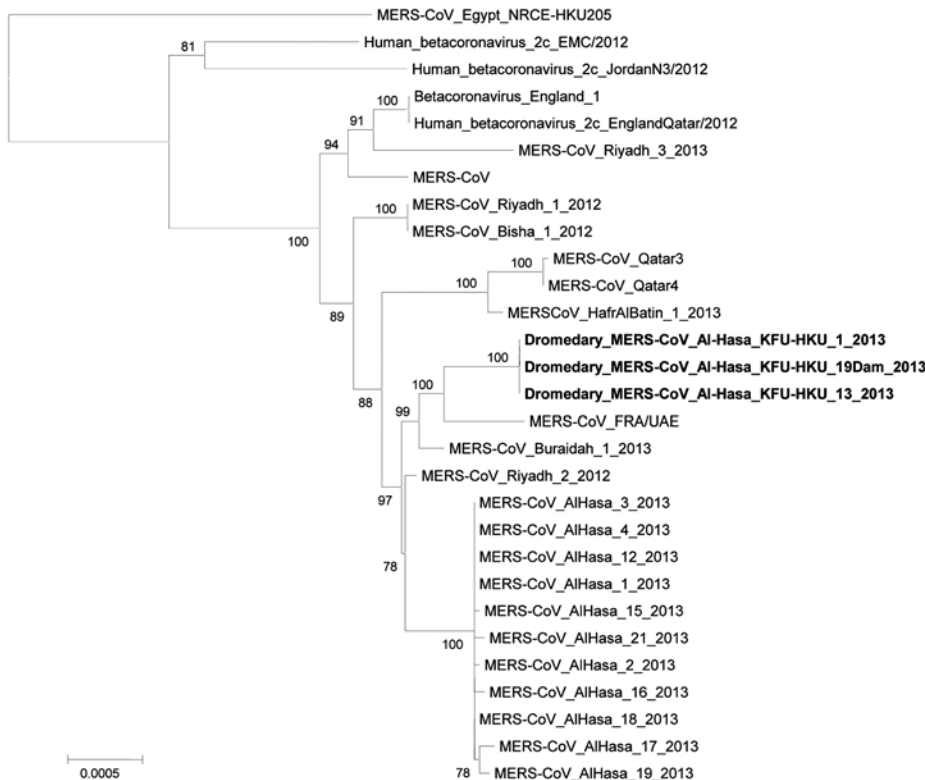 MERS-CoV_Egypt_NRCE-HKU205
81
Human_betacoronavirus_2c_EMC/2012
Human_betacoronavirus_2c_JordanN3/2012
Betacoronavirus_England_1
100
Human_betacoronavirus_2c_EnglandQatar/2012
91
MERS-CoV_Riyadh_3_2013
94
MERS-CoV
MERS-CoV_Riyadh_1_2012
100
MERS-CoV_Bisha_1_2012
100
MERS-CoV_Qatar3
100
MERS-CoV_Qatar4
100
MERSCoV_HafrAlBatin_1_2013
89
Dromedary_MERS-CoV_Al-Hasa_KFU-HKU_1_2013
100
Dromedary_MERS-CoV_Al-Hasa_KFU-HKU_19Dam_2013
100
Dromedary_MERS-CoV_Al-Hasa_KFU-HKU_13_2013
88
99
MERS-CoV_FRA/UAE
MERS-CoV_Buraidah_1_2013
MERS-CoV_Riyadh_2_2012
97
MERS-CoV_AlHasa_3_2013
MERS-CoV_AlHasa_4_2013
MERS-CoV_AlHasa_12_2013
78
MERS-CoV_AlHasa_1_2013
MERS-CoV_AlHasa_15_2013
MERS-CoV_AlHasa_21_2013
100
MERS-CoV_AlHasa_2_2013
MERS-CoV_AlHasa_16_2013
MERS-CoV_AlHasa_18_2013
MERS-CoV_AlHasa_17_2013
78
MERS-CoV_AlHasa_19_2013
0.0005